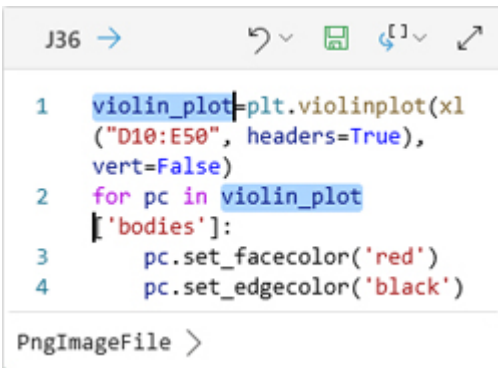 J36
1 violin_plot=plt.violinplot(xl
("D10:E50", headers=True),
vert=False)
2 for pc in violin_plot
['bodies']:
3 pc.set_facecolor('red')
4 pc.set_edgecolor('black')
PngImageFile >